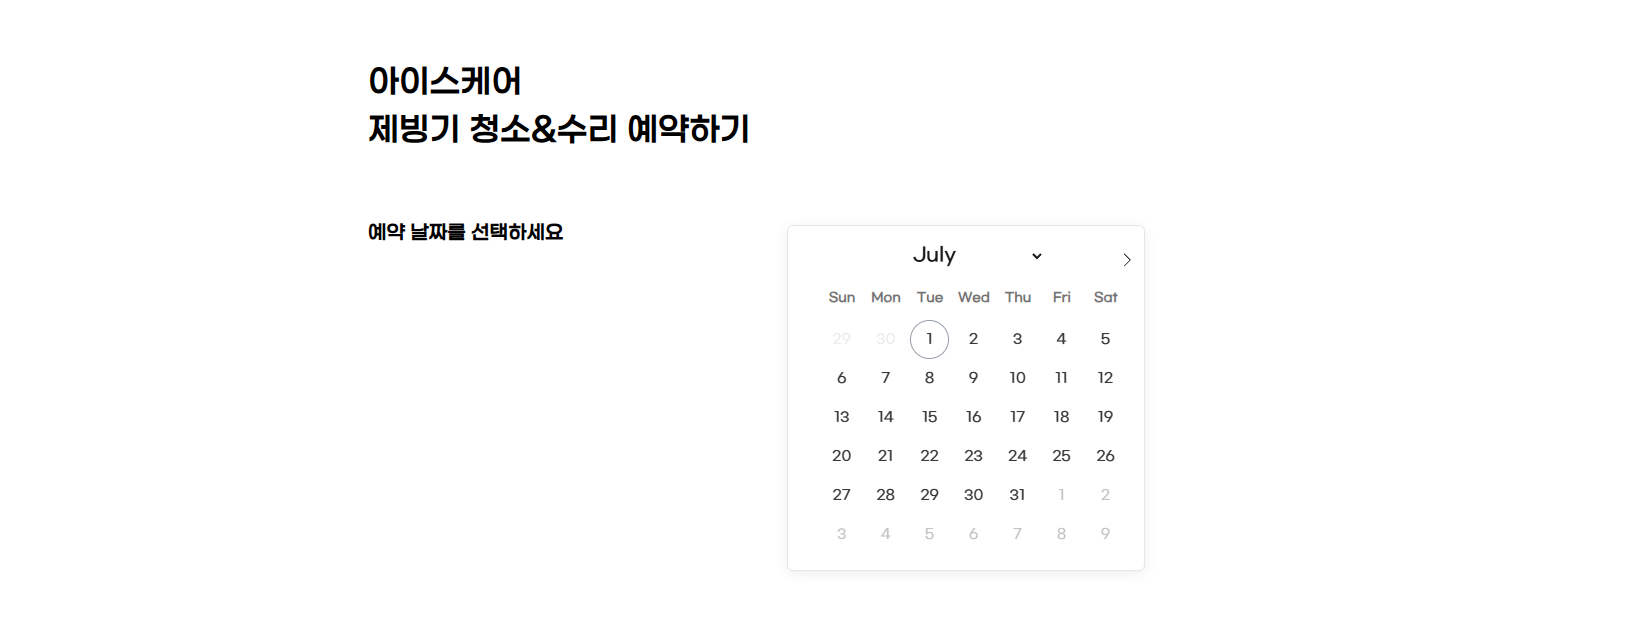 아이스케어
제빙기 청소&수리 예약하기
예약 날짜를 선택하세요
July
Sun Mon Tue Wed Thu Fri Sat
29 30 1 2 3 4 5
6 7 8 9 10 11 12
13 14 15 16 17 18 19
20 21 22 23 24 25 26
27 28 29 30 31 1 2
3 4 5 6 7 8 9